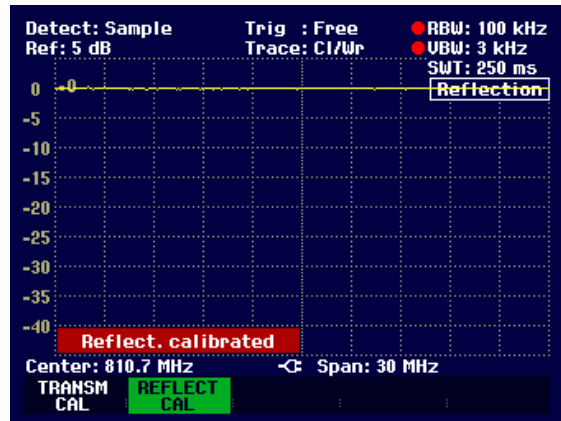 Detect: Sample Trig : Free RBW: 100 kHz
Ref: 5 dB Trace: Cl/Wr VBW: 3 kHz
SWT: 250 ms
Reflection
0 0
-5
-10
-15
-20
-25
-30
-35
-40
Reflect. calibrated
Center: 810.7 MHz Span: 30 MHz
TRANSM REFLECT
CAL CAL